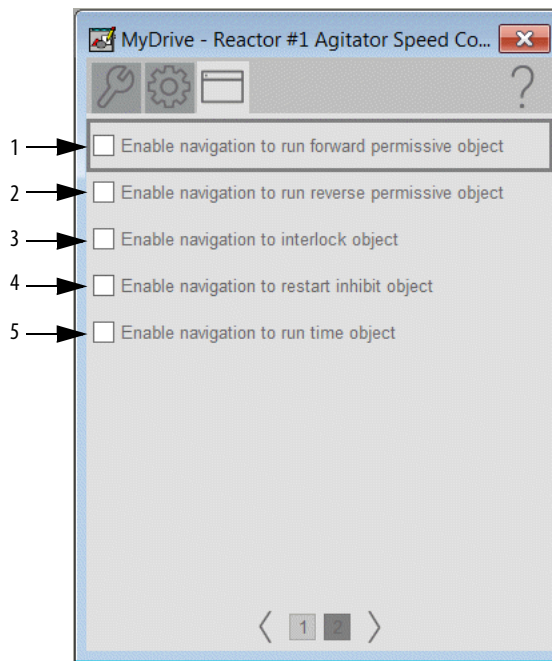 MyDrive - Reactor #1 Agitator Speed Co...
?
1 Enable navigation to run forward permissive object
2 Enable navigation to run reverse permissive object
3 Enable navigation to interlock object
4 Enable navigation to restart inhibit object
5 Enable navigation to run time object
1 2